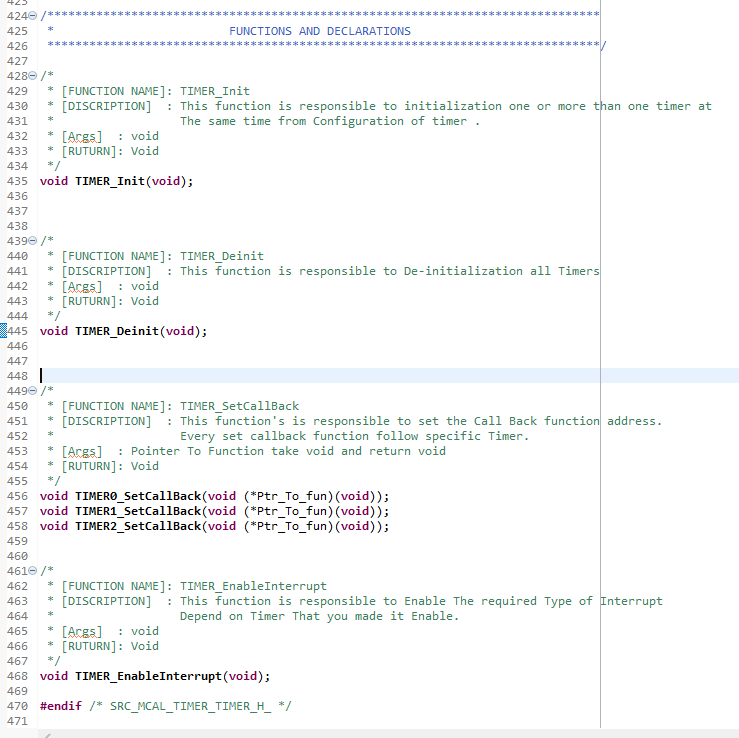 423
424 /*******************************************************************************
425  *                         FUNCTIONS AND DECLARATIONS
426  *******************************************************************************/
427
428 /*
429  * [FUNCTION NAME]: TIMER_Init
430  * [DISCRIPTION]  : This function is responsible to initialization one or more than one timer at
431  *                  The same time from Configuration of timer .
432  * [Args]  : void
433  * [RUTURN]: Void
434  */
435 void TIMER_Init(void);
436
437
438
439 /*
440  * [FUNCTION NAME]: TIMER_Deinit
441  * [DISCRIPTION]  : This function is responsible to De-initialization all Timers
442  * [Args]  : void
443  * [RUTURN]: Void
444  */
445 void TIMER_Deinit(void);
446
447
448
449 /*
450  * [FUNCTION NAME]: TIMER_SetCallBack
451  * [DISCRIPTION]  : This function's is responsible to set the Call Back function address.
452  *                  Every set callback function follow specific Timer.
453  * [Args]  : Pointer To Function take void and return void
454  * [RUTURN]: Void
455  */
456 void TIMER0_SetCallBack(void (*Ptr_To_fun)(void));
457 void TIMER1_SetCallBack(void (*Ptr_To_fun)(void));
458 void TIMER2_SetCallBack(void (*Ptr_To_fun)(void));
459
460
461 /*
462  * [FUNCTION NAME]: TIMER_EnableInterrupt
463  * [DISCRIPTION]  : This function is responsible to Enable The required Type of Interrupt
464  *                  Depend on Timer That you made it Enable.
465  * [Args]  : void
466  * [RUTURN]: Void
467  */
468 void TIMER_EnableInterrupt(void);
469
470 #endif /* SRC_MCAL_TIMER_TIMER_H_ */
471